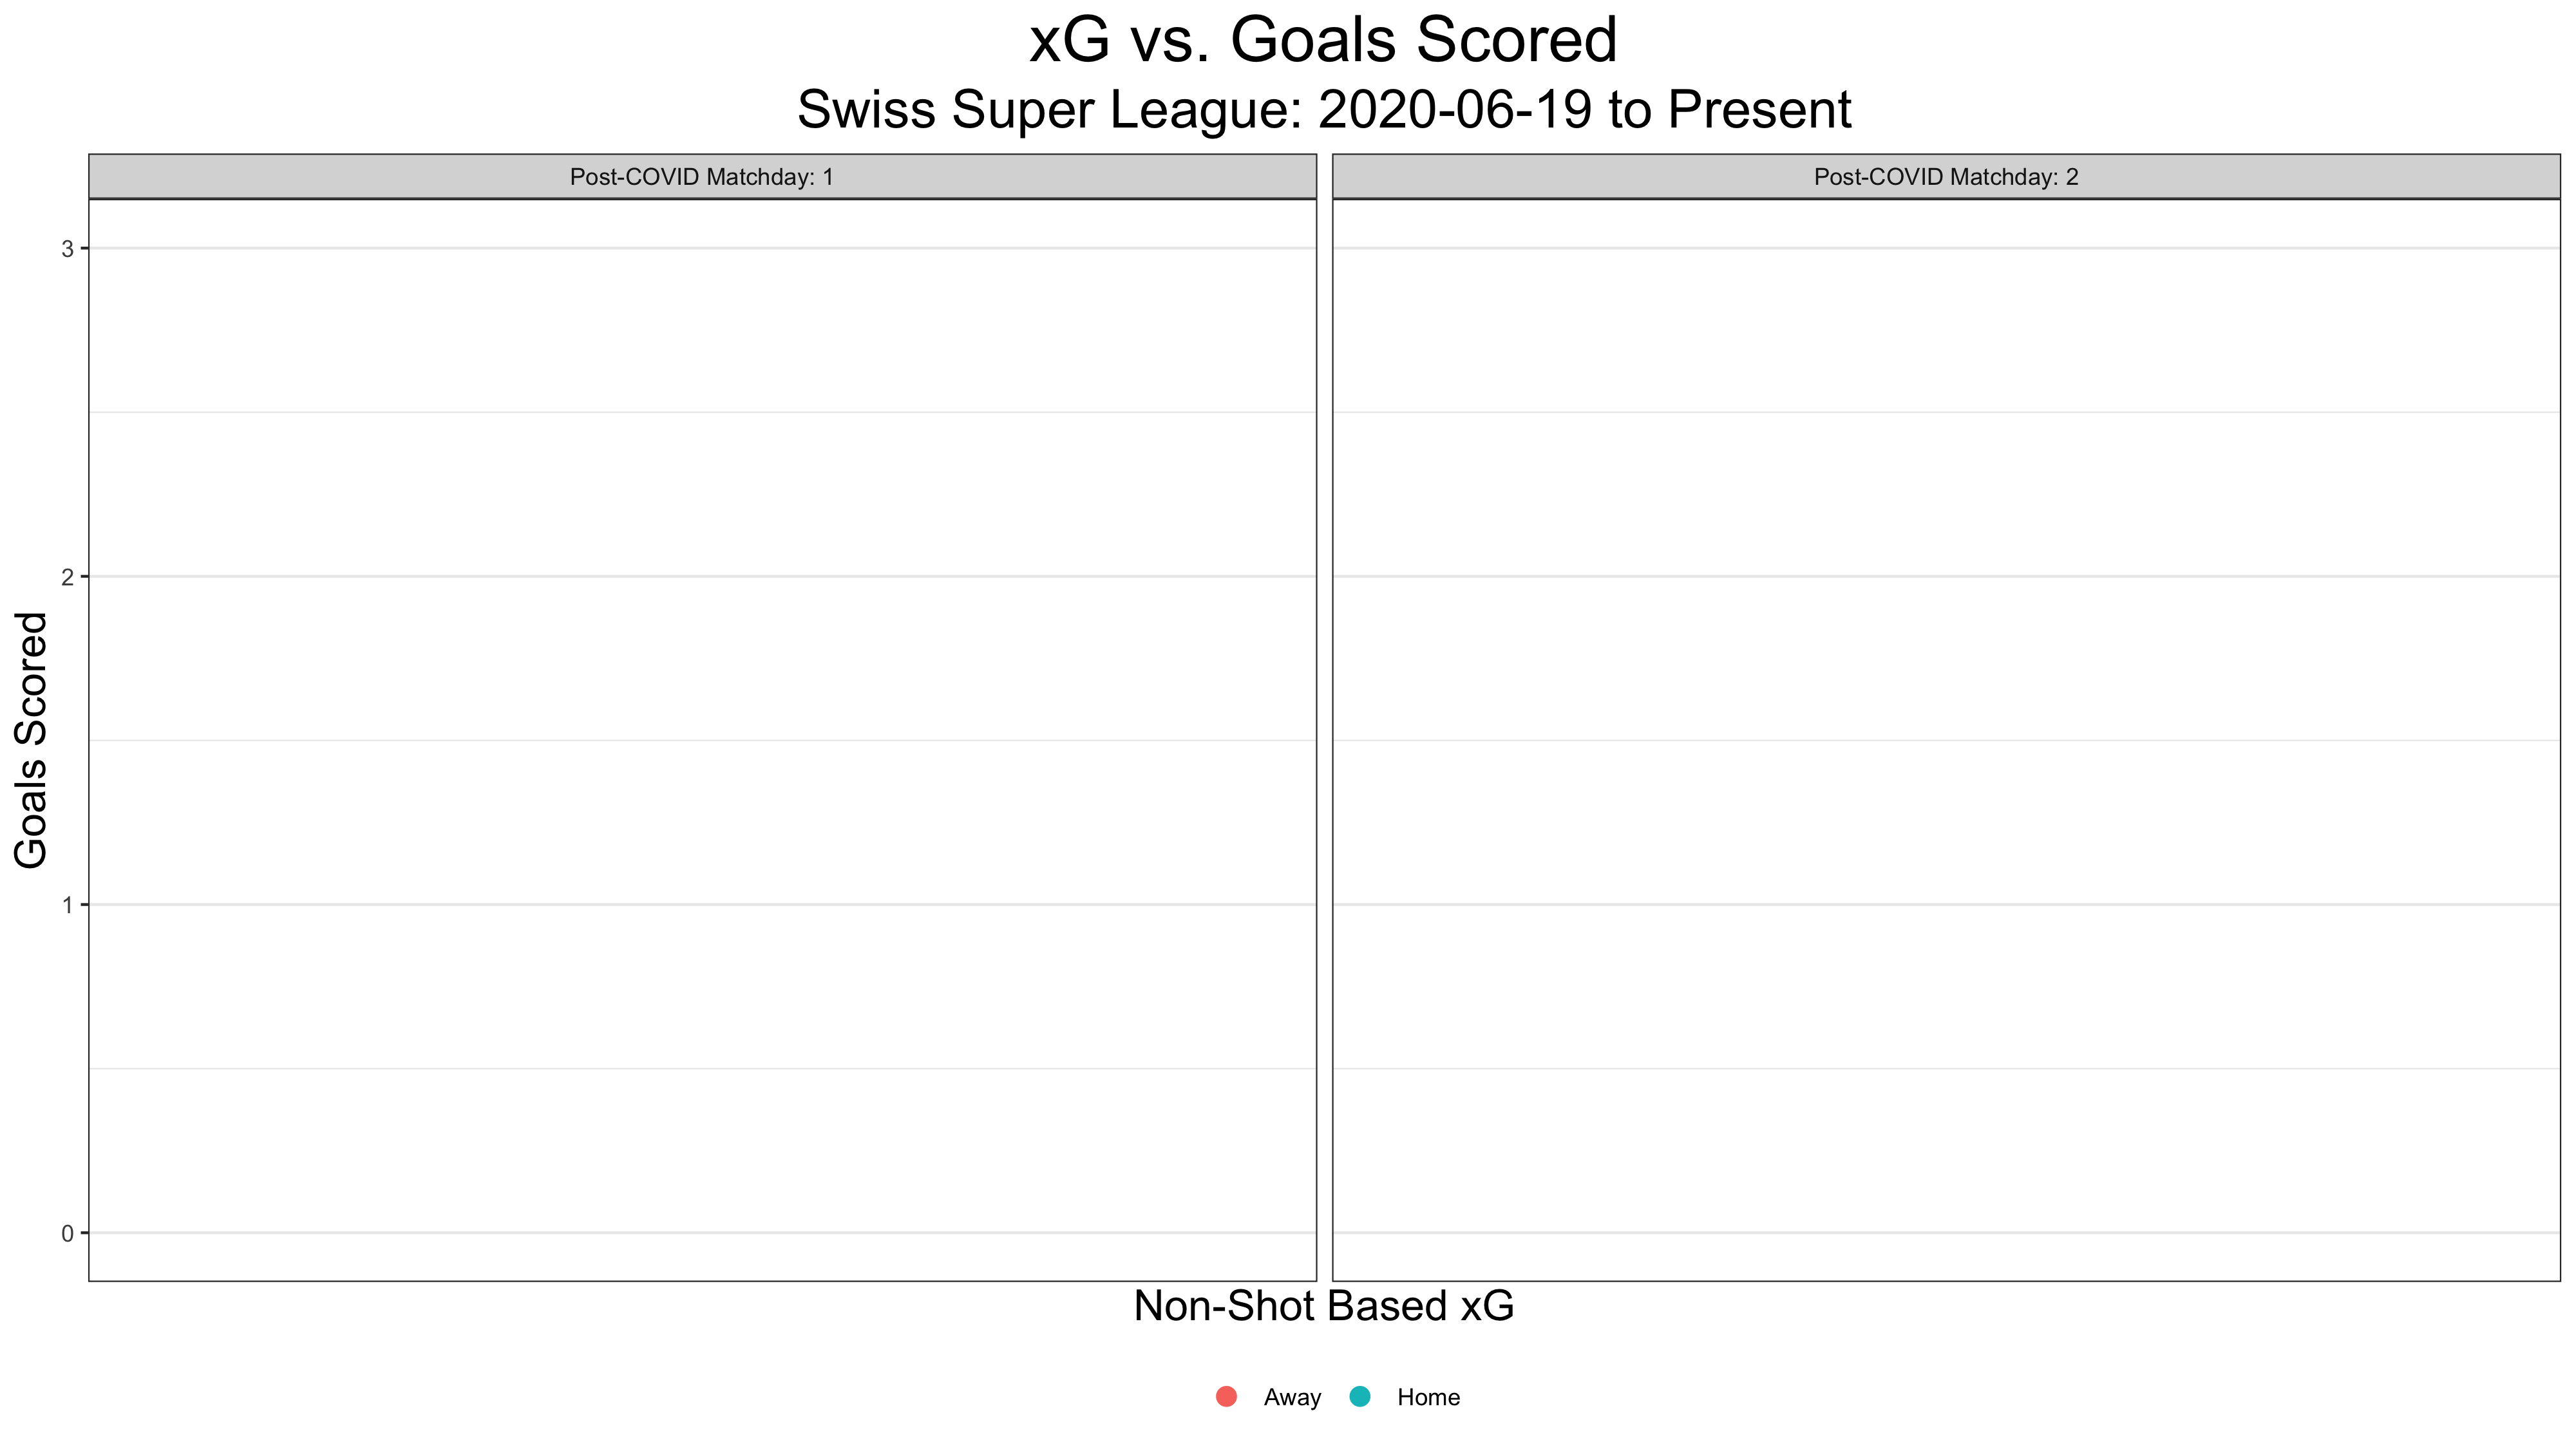 xG vs. Goals Scored
Swiss Super League: 2020-06-19 to Present
Post-COVID Matchday: 1
Post-COVID Matchday: 2
3
2
1
0
Goals Scored
Non-Shot Based xG
Away
Home